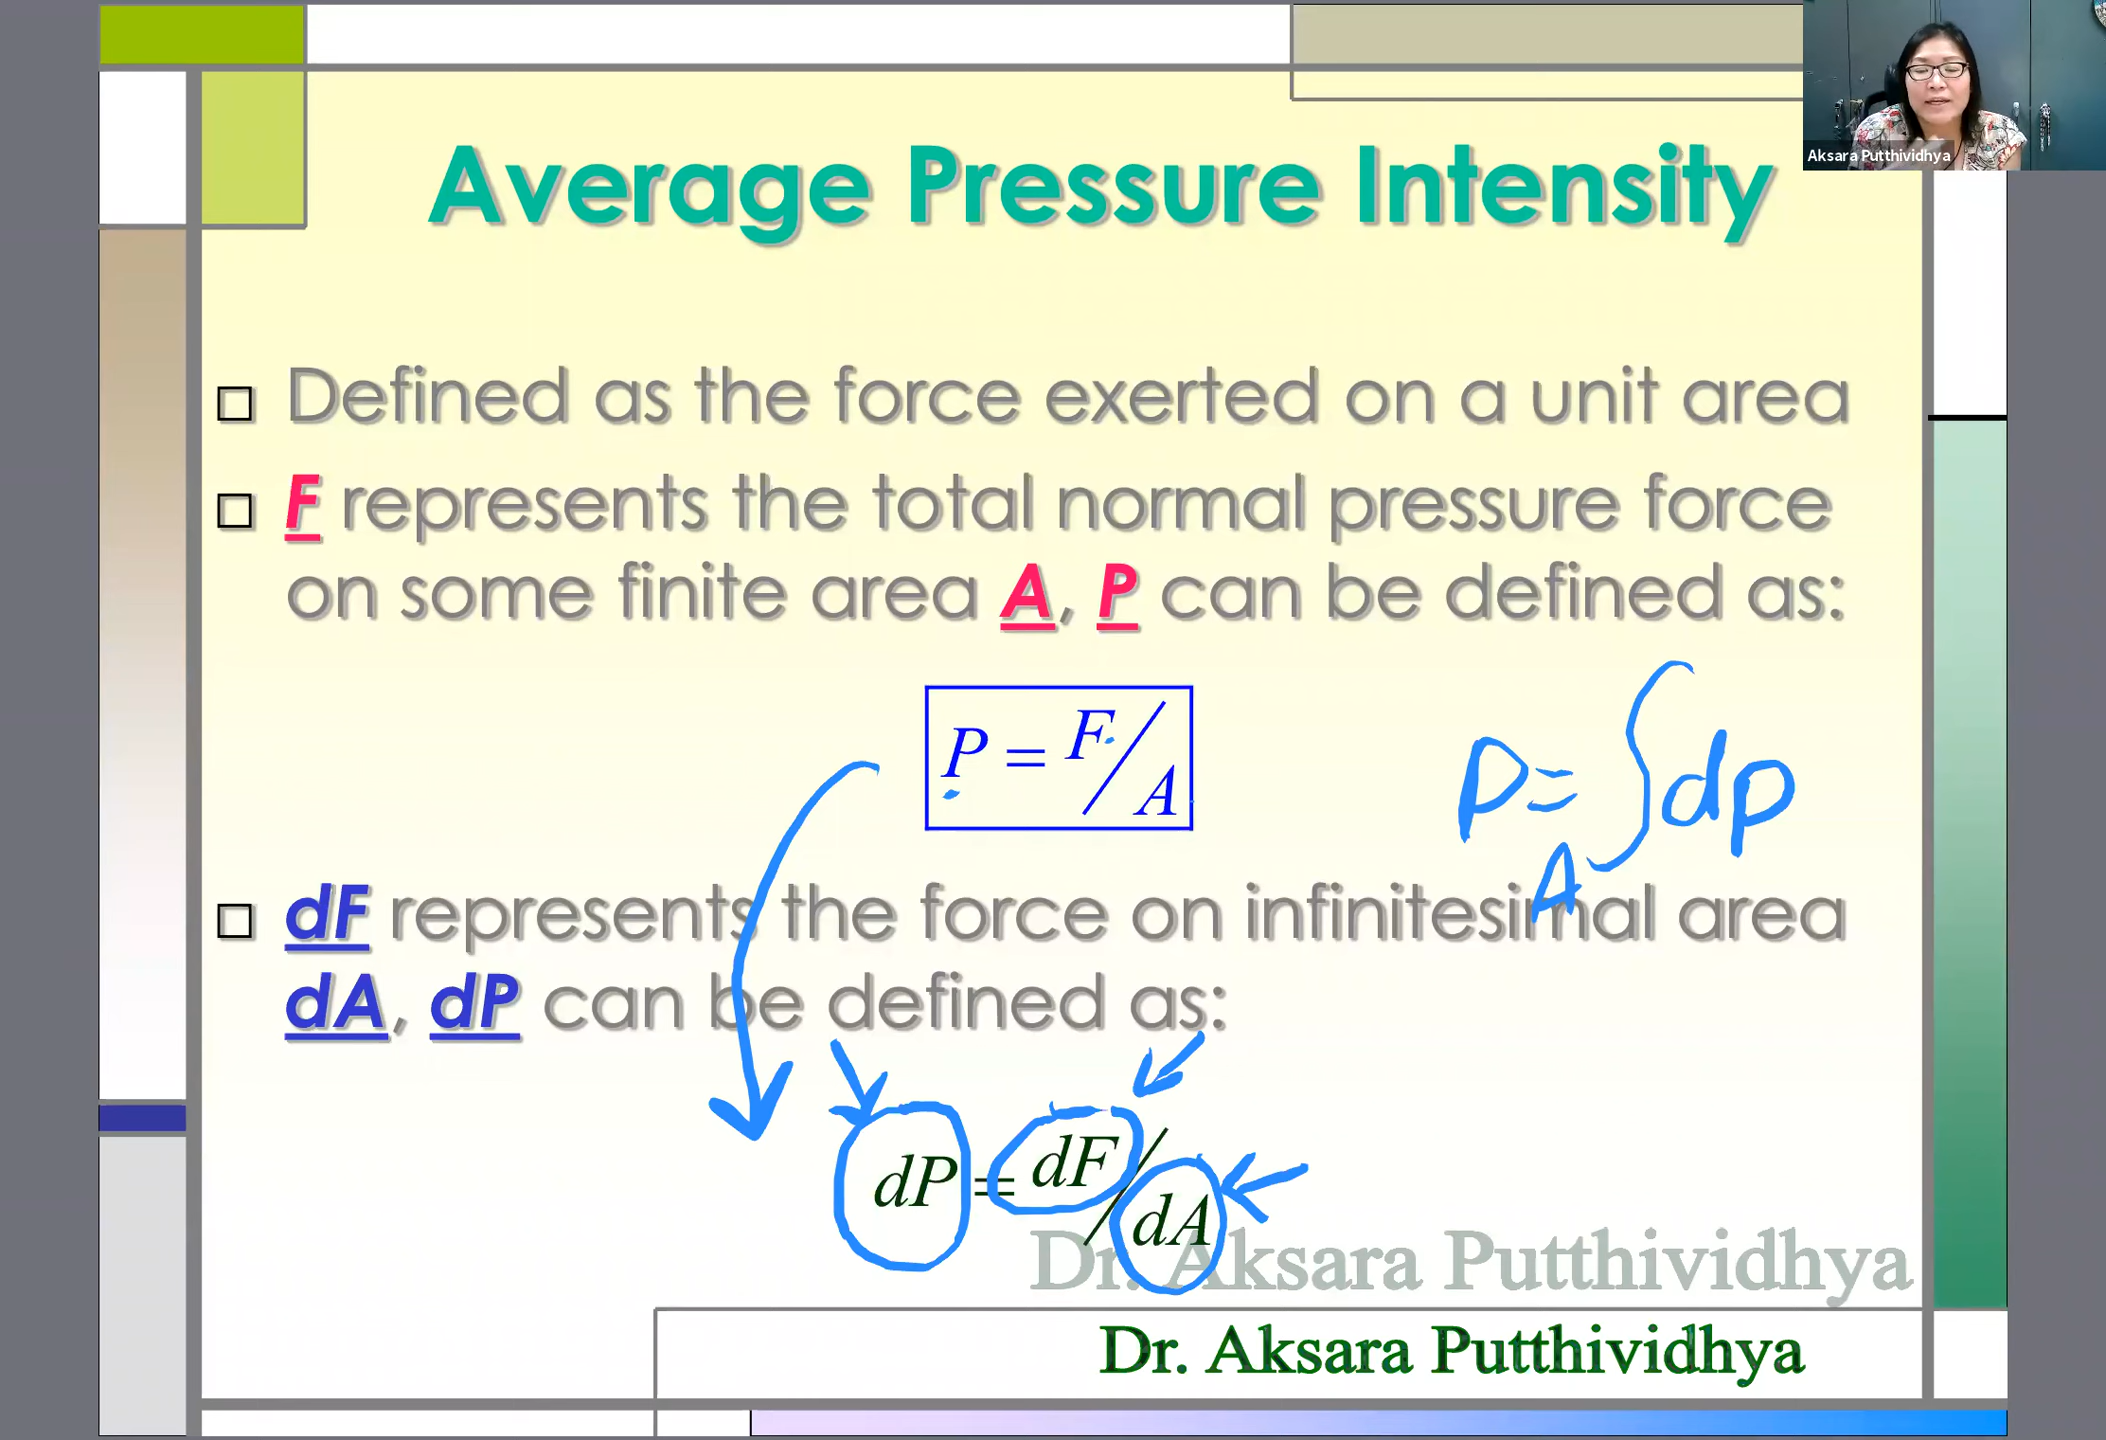 Aksara Putthividhya
Average Pressure Intensity
Defined as the force exerted on a unit area
F represents the total normal pressure force
on some finite area A, P can be defined as:
P = F/A
P = ∫dp
A
dF represents the force on infinitesimal area
dA, dP can be defined as:
dP = dF/dA
Dr. Aksara Putthividhya
Dr. Aksara Putthividhya